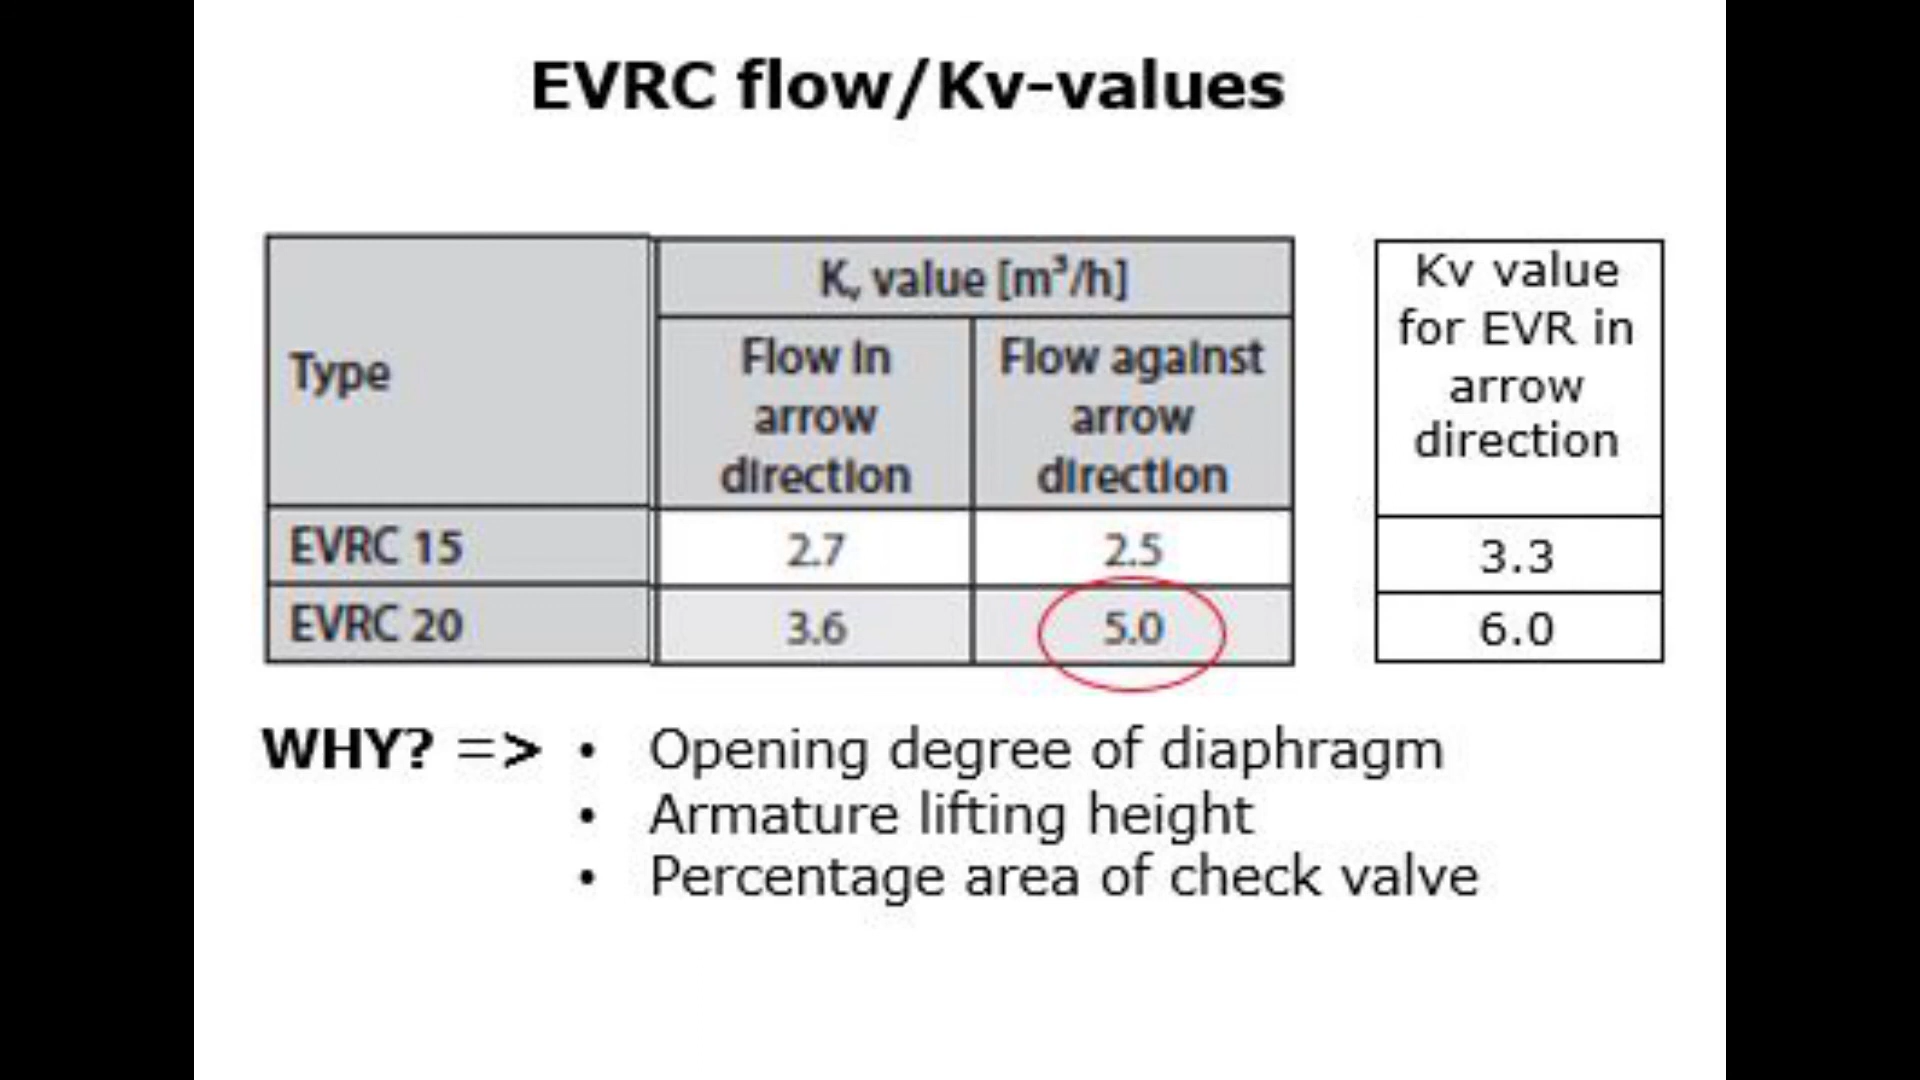 EVRC flow/Kv-values
Type
Kv value [m³/h]
Flow in
arrow
direction
Flow against
arrow
direction
Kv value
for EVR in
arrow
direction
EVRC 15 2.7 2.5 3.3
EVRC 20 3.6 5.0 6.0
WHY? => • Opening degree of diaphragm
• Armature lifting height
• Percentage area of check valve